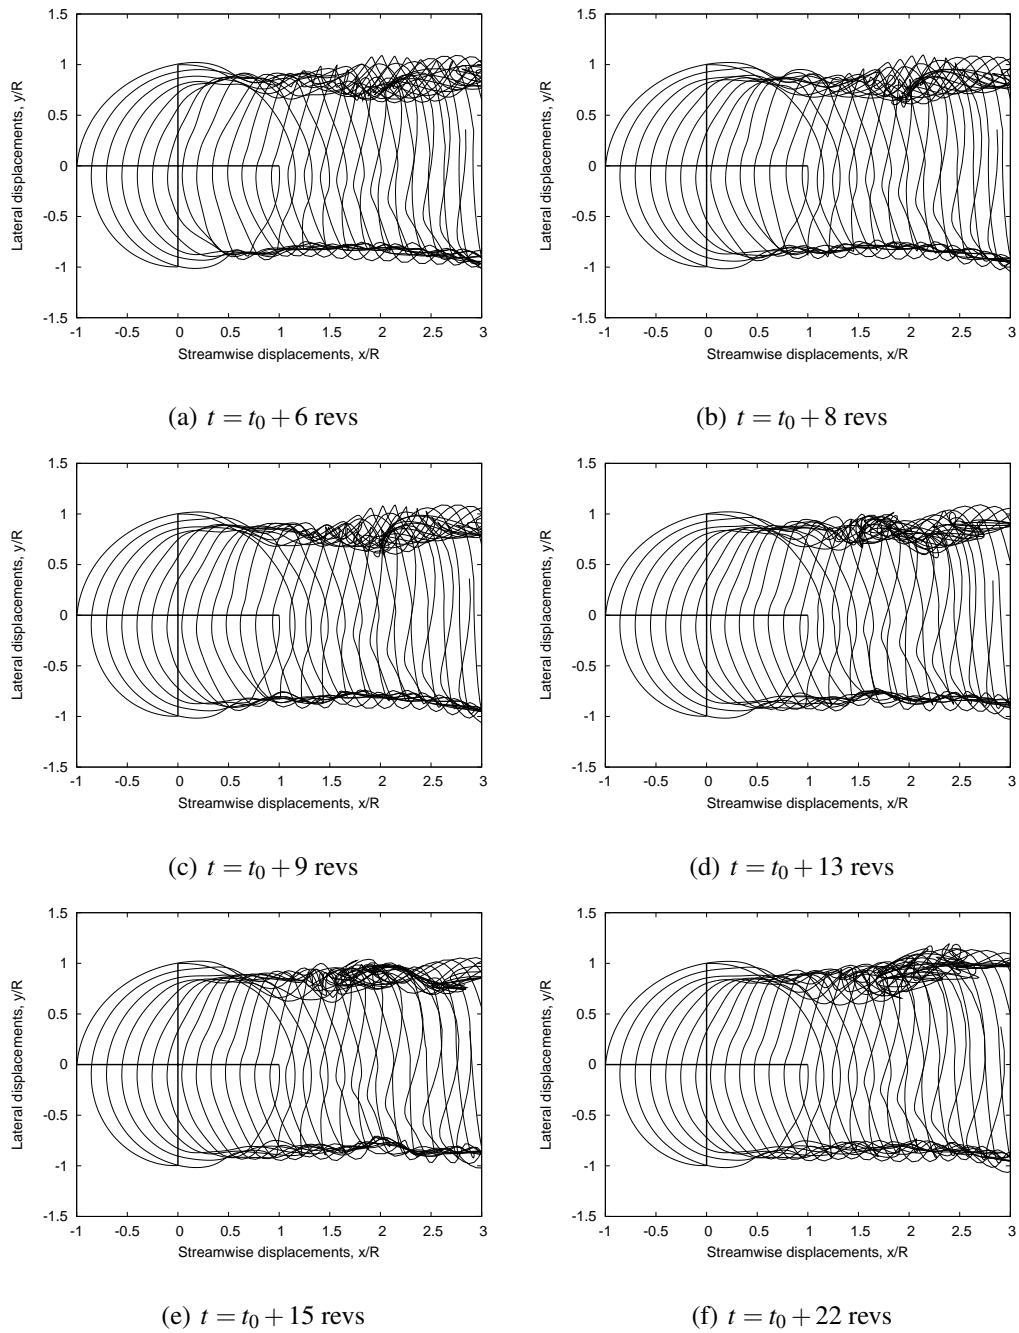 1.5
1
0.5
0
-0.5
-1
-1.5
Lateral displacements, y/R
-1 -0.5 0 0.5 1 1.5 2 2.5 3
Streamwise displacements, x/R
(a) t = t0 + 6 revs
1.5
1
0.5
0
-0.5
-1
-1.5
Lateral displacements, y/R
-1 -0.5 0 0.5 1 1.5 2 2.5 3
Streamwise displacements, x/R
(b) t = t0 + 8 revs
1.5
1
0.5
0
-0.5
-1
-1.5
Lateral displacements, y/R
-1 -0.5 0 0.5 1 1.5 2 2.5 3
Streamwise displacements, x/R
(c) t = t0 + 9 revs
1.5
1
0.5
0
-0.5
-1
-1.5
Lateral displacements, y/R
-1 -0.5 0 0.5 1 1.5 2 2.5 3
Streamwise displacements, x/R
(d) t = t0 + 13 revs
1.5
1
0.5
0
-0.5
-1
-1.5
Lateral displacements, y/R
-1 -0.5 0 0.5 1 1.5 2 2.5 3
Streamwise displacements, x/R
(e) t = t0 + 15 revs
1.5
1
0.5
0
-0.5
-1
-1.5
Lateral displacements, y/R
-1 -0.5 0 0.5 1 1.5 2 2.5 3
Streamwise displacements, x/R
(f) t = t0 + 22 revs